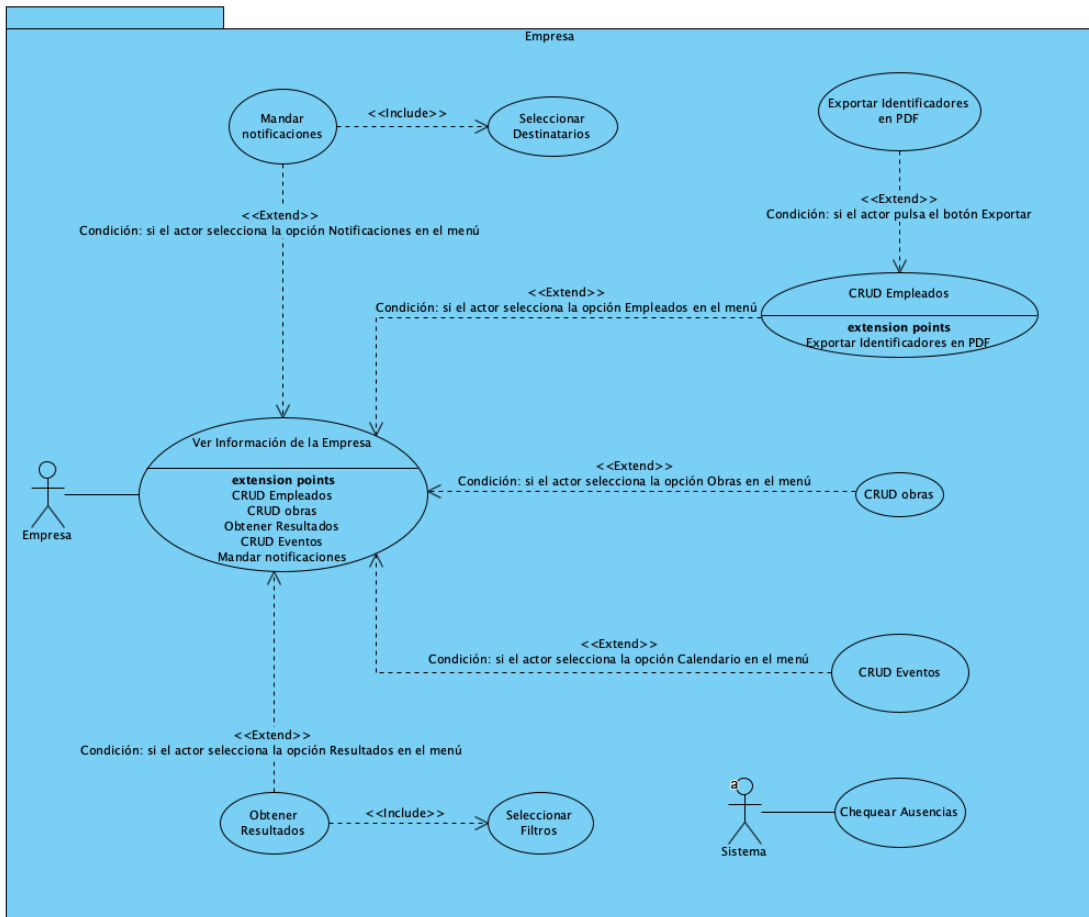 Empresa
Mandar
notificaciones
<<Include>>
Seleccionar
Destinatarios
Exportar Identificadores
en PDF
<<Extend>>
Condición: si el actor selecciona la opción Notificaciones en el menú
<<Extend>>
Condición: si el actor pulsa el botón Exportar
<<Extend>>
Condición: si el actor selecciona la opción Empleados en el menú
CRUD Empleados
extension points
Exportar Identificadores en PDF
Ver Información de la Empresa
extension points
CRUD Empleados
CRUD obras
Obtener Resultados
CRUD Eventos
Mandar notificaciones
Empresa
<<Extend>>
Condición: si el actor selecciona la opción Obras en el menú
CRUD obras
<<Extend>>
Condición: si el actor selecciona la opción Calendario en el menú
CRUD Eventos
<<Extend>>
Condición: si el actor selecciona la opción Resultados en el menú
Obtener
Resultados
<<Include>>
Seleccionar
Filtros
a
Sistema
Chequear Ausencias